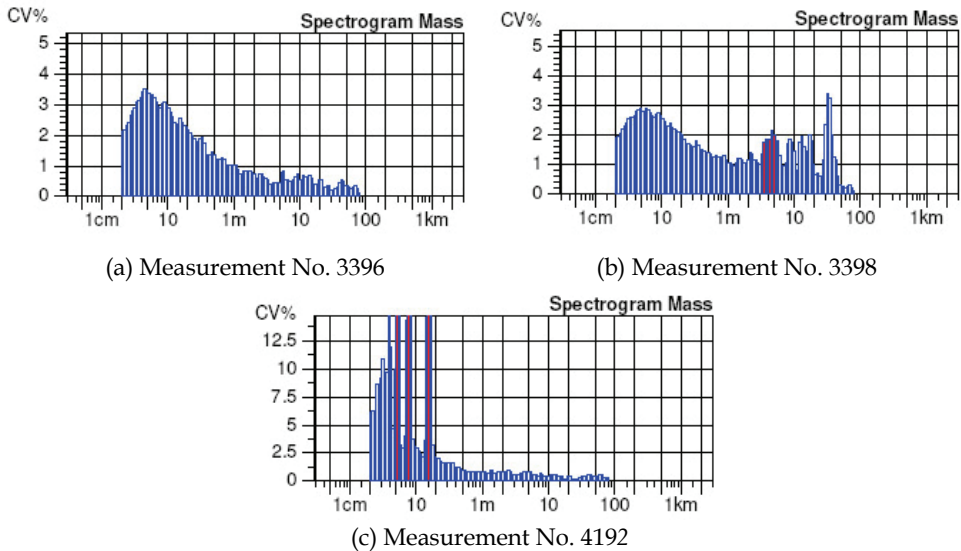 CV% Spectrogram Mass
5
4
3
2
1
0
1cm 10 1m 10 100 1km
(a) Measurement No. 3396
CV% Spectrogram Mass
5
4
3
2
1
0
1cm 10 1m 10 100 1km
(b) Measurement No. 3398
CV% Spectrogram Mass
12.5
10
7.5
5
2.5
0
1cm 10 1m 10 100 1km
(c) Measurement No. 4192